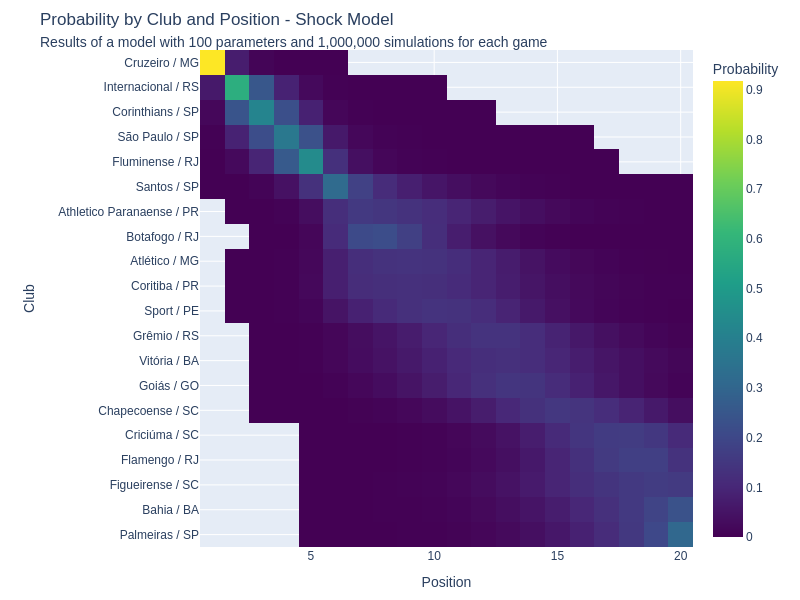 Probability by Club and Position - Shock Model
Results of a model with 100 parameters and 1,000,000 simulations for each game
Probability
Club
Cruzeiro / MG
Internacional / RS
Corinthians / SP
São Paulo / SP
Fluminense / RJ
Santos / SP
Athletico Paranaense / PR
Botafogo / RJ
Atlético / MG
Coritiba / PR
Sport / PE
Grêmio / RS
Vitória / BA
Goiás / GO
Chapecoense / SC
Criciúma / SC
Flamengo / RJ
Figueirense / SC
Bahia / BA
Palmeiras / SP
0.9
0.8
0.7
0.6
0.5
0.4
0.3
0.2
0.1
0
5 10 15 20
Position